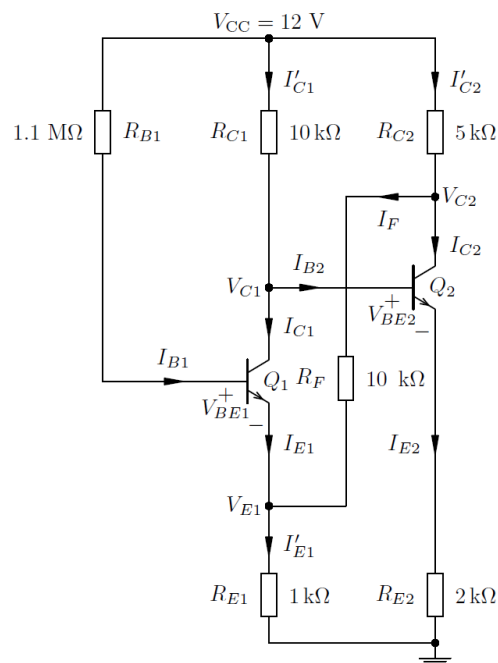 V_CC = 12 V
I'_C1 I'_C2
1.1 MΩ R_B1 R_C1 10 kΩ R_C2 5 kΩ
V_C2
I_F
I_C2
I_B2
V_C1 Q_2
+
V_BE2
−
I_C1
I_B1
Q_1 R_F 10 kΩ
+
V_BE1
−
I_E1 I_E2
V_E1
I'_E1
R_E1 1 kΩ R_E2 2 kΩ